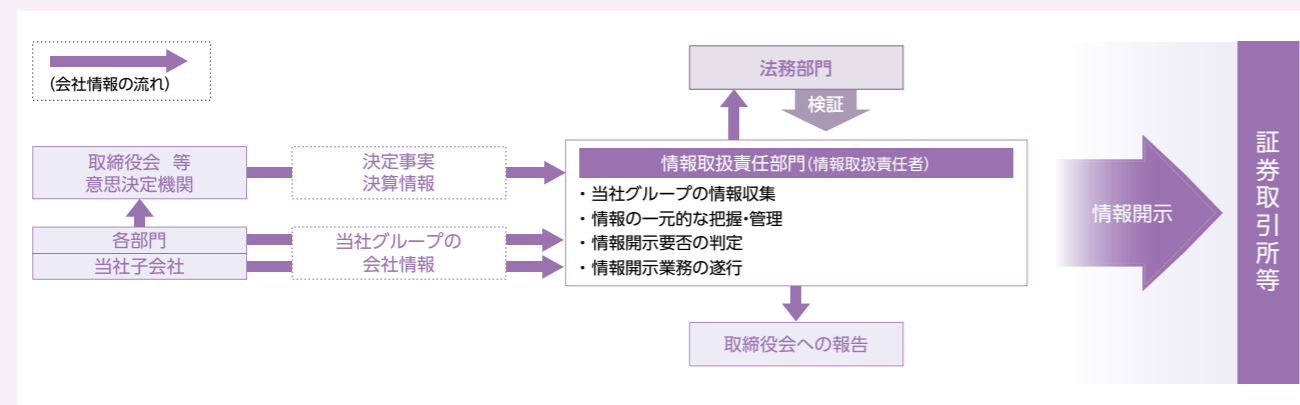 (会社情報の流れ)
法務部門
検証
取締役会 等
意思決定機関
決定事実
決算情報
各部門
当社子会社
当社グループの
会社情報
情報取扱責任部門(情報取扱責任者)
・当社グループの情報収集
・情報の一元的な把握・管理
・情報開示要否の判定
・情報開示業務の遂行
取締役会への報告
情報開示
証券取引所等